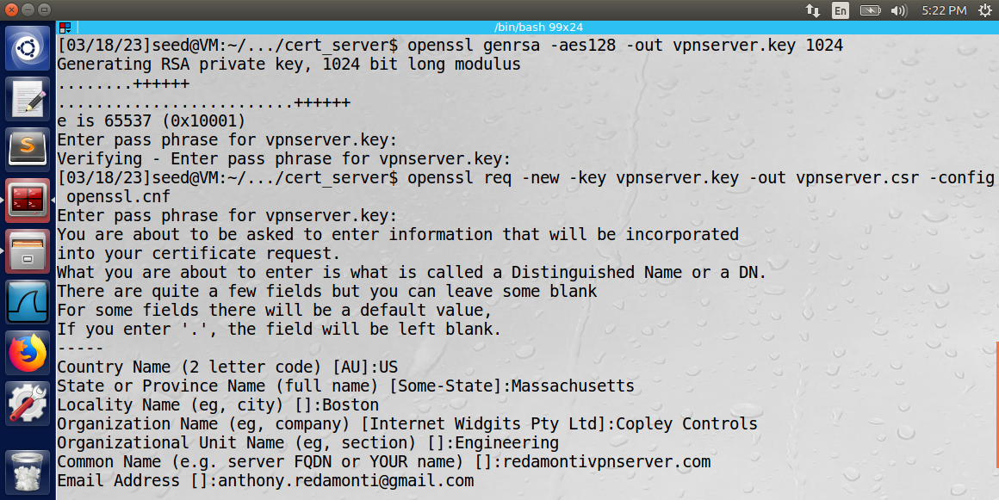 En
5:22 PM
/bin/bash 99x24
[03/18/23]seed@VM:~/.../cert_server$ openssl genrsa -aes128 -out vpnserver.key 1024
Generating RSA private key, 1024 bit long modulus
........++++++
.........................++++++
e is 65537 (0x10001)
Enter pass phrase for vpnserver.key:
Verifying - Enter pass phrase for vpnserver.key:
[03/18/23]seed@VM:~/.../cert_server$ openssl req -new -key vpnserver.key -out vpnserver.csr -config
 openssl.cnf
Enter pass phrase for vpnserver.key:
You are about to be asked to enter information that will be incorporated
into your certificate request.
What you are about to enter is what is called a Distinguished Name or a DN.
There are quite a few fields but you can leave some blank
For some fields there will be a default value,
If you enter '.', the field will be left blank.
-----
Country Name (2 letter code) [AU]:US
State or Province Name (full name) [Some-State]:Massachusetts
Locality Name (eg, city) []:Boston
Organization Name (eg, company) [Internet Widgits Pty Ltd]:Copley Controls
Organizational Unit Name (eg, section) []:Engineering
Common Name (e.g. server FQDN or YOUR name) []:redamontivpnserver.com
Email Address []:anthony.redamonti@gmail.com